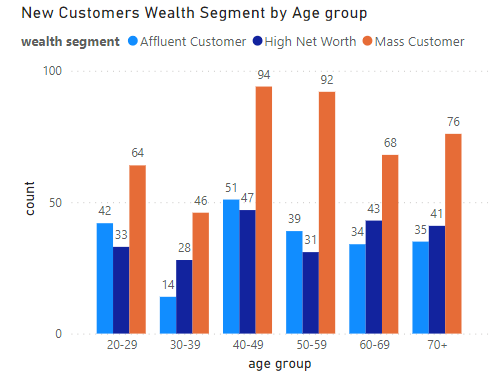 New Customers Wealth Segment by Age group
wealth segment Affluent Customer High Net Worth Mass Customer
100
50
0
count
42 33 64
14 28 46
51 47 94
39 31 92
34 43 68
35 41 76
20-29 30-39 40-49 50-59 60-69 70+
age group